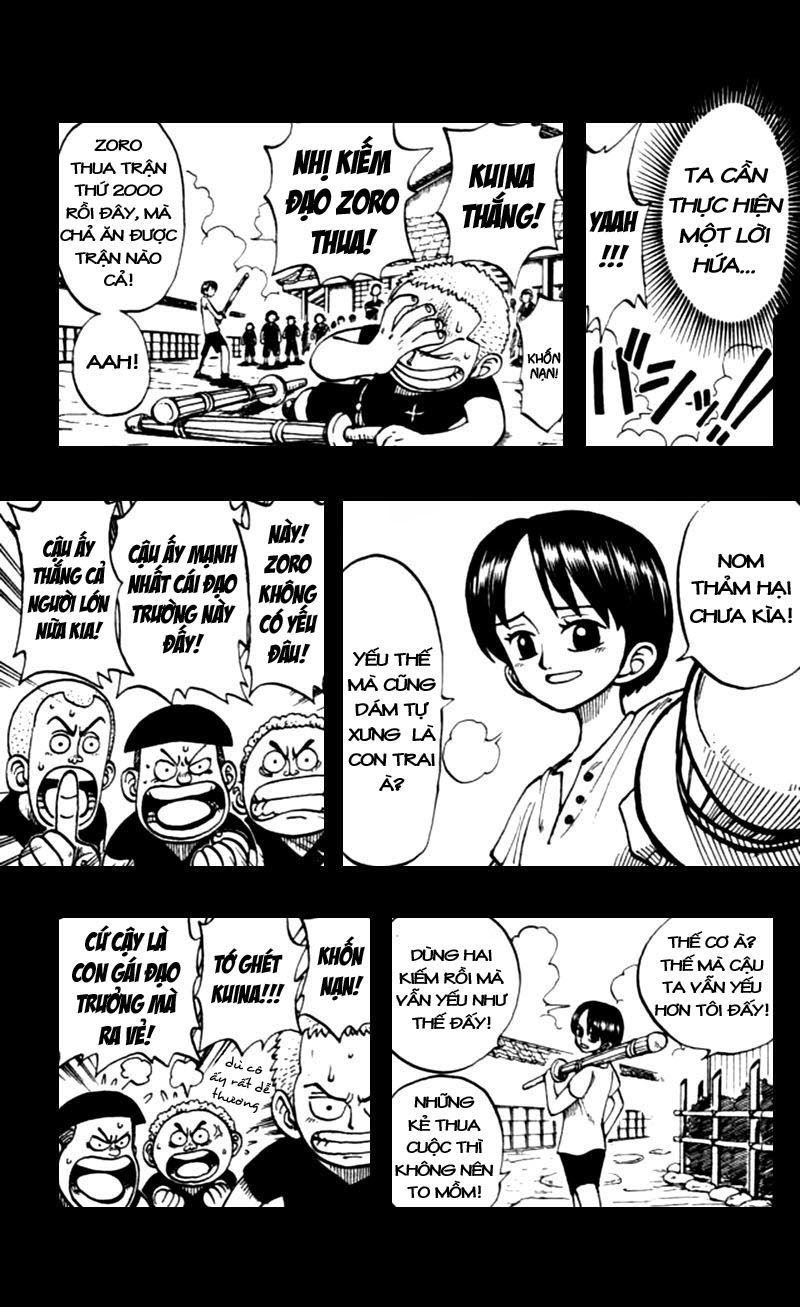 TA CẦN
THỰC HIỆN
MỘT LỜI
HỨA...
YAAH
!!!
KUINA
THẮNG!
NHỊ KIẾM
ĐẠO ZORO
THUA!
KHỐN
NẠN!
ZORO
THUA TRẬN
THỨ 2000
RỒI ĐÂY, MÀ
CHẢ ĂN ĐƯỢC
TRẬN NÀO
CẢ!
AAH!
NOM
THẢM HẠI
CHƯA KÌA!
YẾU THẾ
MÀ CŨNG
DÁM TỰ
XƯNG LÀ
CON TRAI
À?
NÀY!
ZORO
KHÔNG
CÓ YẾU
ĐÂU!
CẬU ẤY MẠNH
NHẤT CÁI ĐẠO
TRƯỜNG NÀY
ĐẤY!
CẬU ẤY
THẮNG CẢ
NGƯỜI LỚN
NỮA KIA!
THẾ CƠ À?
THẾ MÀ CẬU
TA VẪN YẾU
HƠN TÔI ĐẤY!
DÙNG HAI
KIẾM RỒI MÀ
VẪN YẾU NHƯ
THẾ ĐẤY!
NHỮNG
KẺ THUA
CUỘC THÌ
KHÔNG NÊN
TO MỒM!
KHỐN
NẠN!
TỚ GHÉT
KUINA!!!
CỨ CẬY LÀ
CON GÁI ĐẠO
TRƯỞNG MÀ
RA VẺ!
dù cô
ấy rất dễ
thương